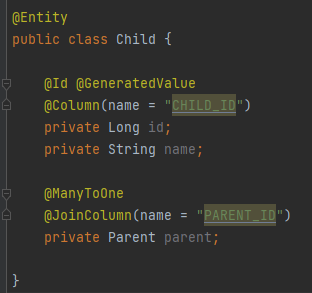 @Entity
public class Child {
@Id @GeneratedValue
@Column(name = "CHILD_ID")
private Long id;
private String name;
@ManyToOne
@JoinColumn(name = "PARENT_ID")
private Parent parent;
}